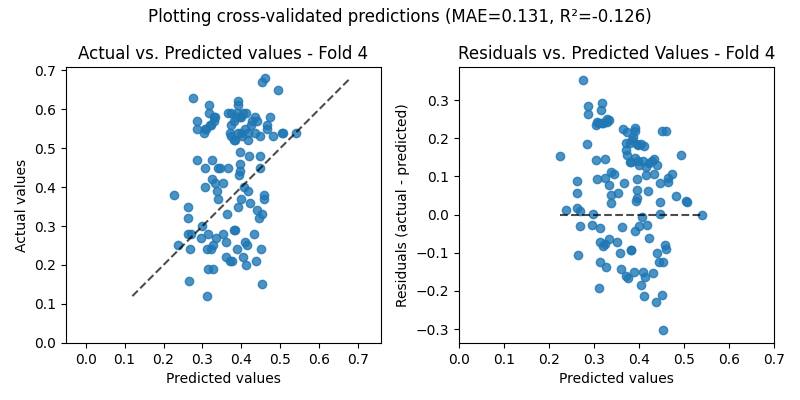 Plotting cross-validated predictions (MAE=0.131, R²=-0.126)
Actual vs. Predicted values - Fold 4
Actual values
0.7
0.6
0.5
0.4
0.3
0.2
0.1
0.0
0.0 0.1 0.2 0.3 0.4 0.5 0.6 0.7
Predicted values
Residuals vs. Predicted Values - Fold 4
Residuals (actual - predicted)
0.3
0.2
0.1
0.0
−0.1
−0.2
−0.3
0.0 0.1 0.2 0.3 0.4 0.5 0.6 0.7
Predicted values